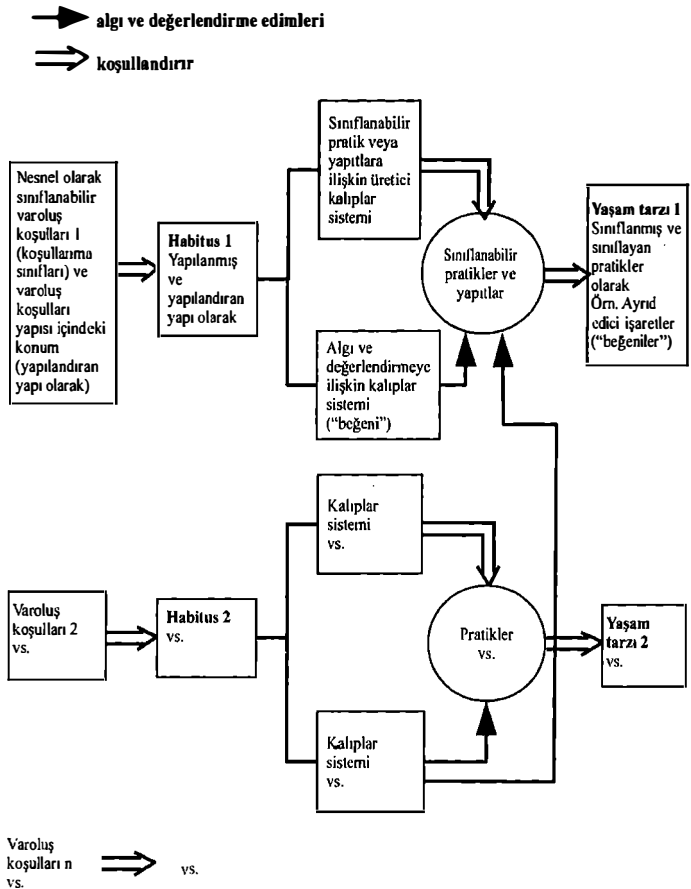 algı ve değerlendirme edimleri
koşullandırır
Nesnel olarak
sınıflanabilir
varoluş
koşulları 1
(koşullarıma
sınıfları) ve
varoluş
koşulları
yapısı içindeki
konum
(yapılandıran
yapı olarak)
Habitus 1
Yapılanmış
ve
yapılandıran
yapı olarak
Sınıflanabilir
pratik veya
yapıtlara
ilişkin üretici
kalıplar
sistemi
Algı ve
değerlendirmeye
ilişkin kalıplar
sistemi
(“beğeni”)
Sınıflanabilir
pratikler ve
yapıtlar
Yaşam tarzı 1
Sınıflanmış ve
sınıflayan
pratikler
olarak
Örn. Ayrıd
edici işaretler
(“beğeniler”)
Varoluş
koşulları 2
vs.
Habitus 2
vs.
Kalıplar
sistemi
vs.
Kalıplar
sistemi
vs.
Pratikler
vs.
Yaşam
tarzı 2
vs.
Varoluş
koşulları n
vs.
vs.